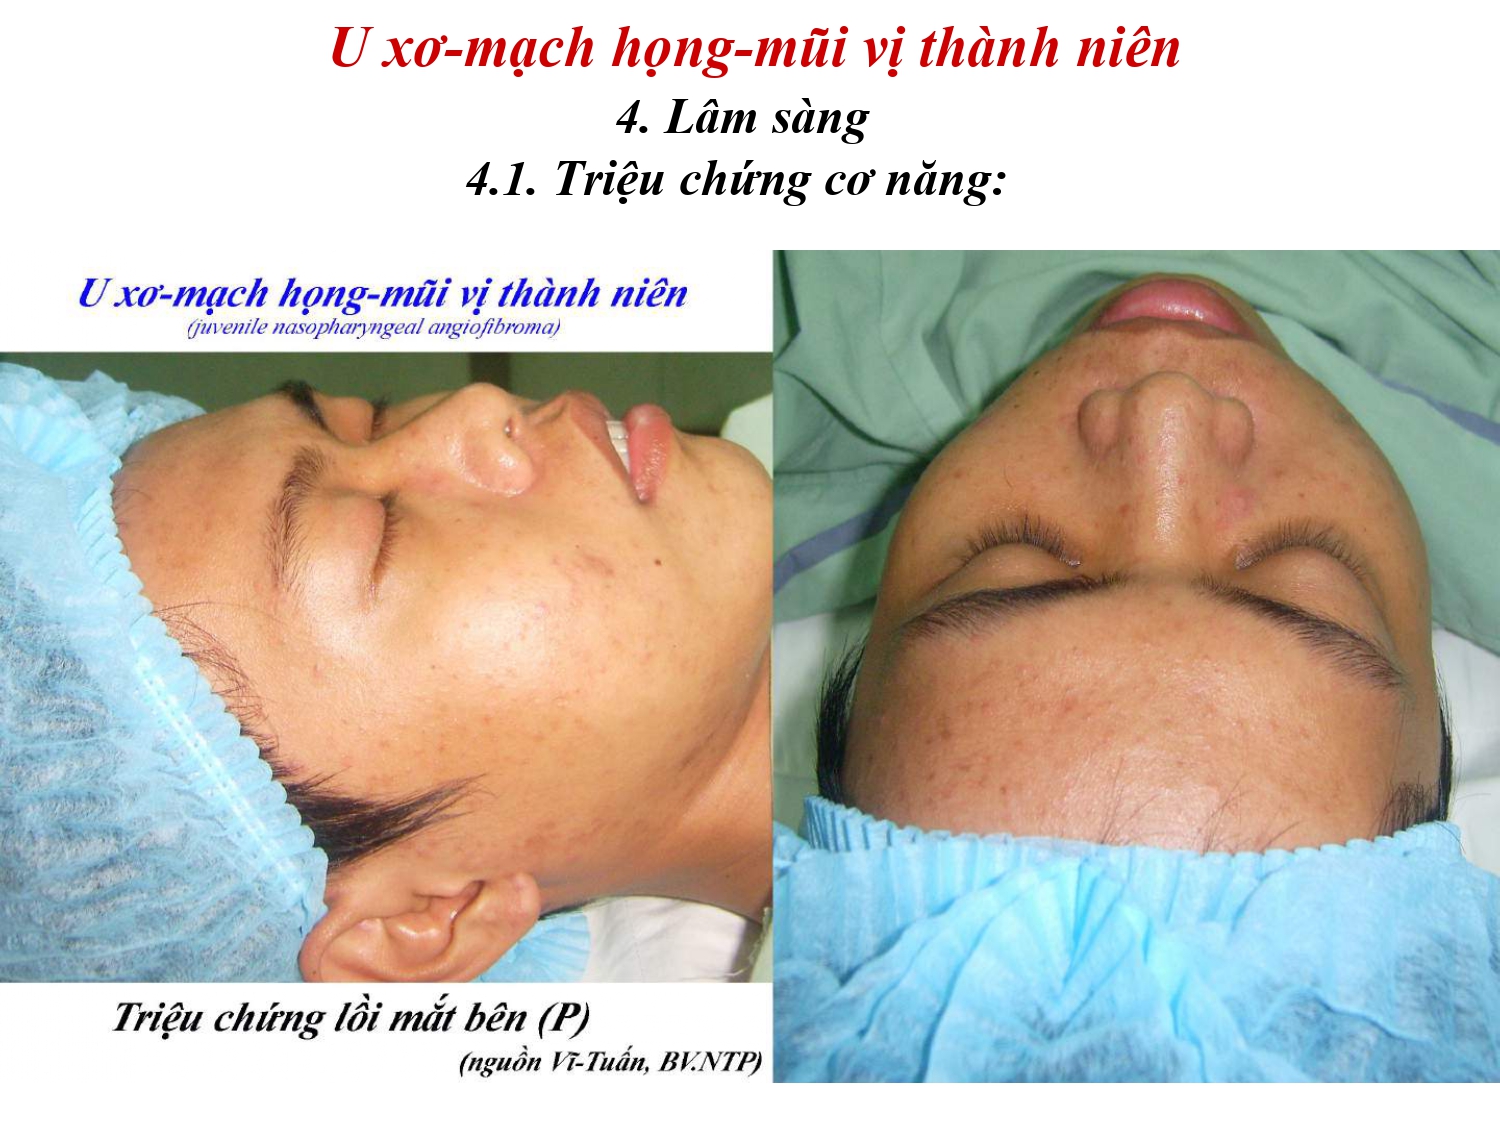 U xơ-mạch họng-mũi vị thành niên
4. Lâm sàng
4.1. Triệu chứng cơ năng:
U xơ-mạch họng-mũi vị thành niên
(juvenile nasopharyngeal angiofibroma)
Triệu chứng lồi mắt bên (P)
(nguồn Vĩ-Tuấn, BV.NTP)